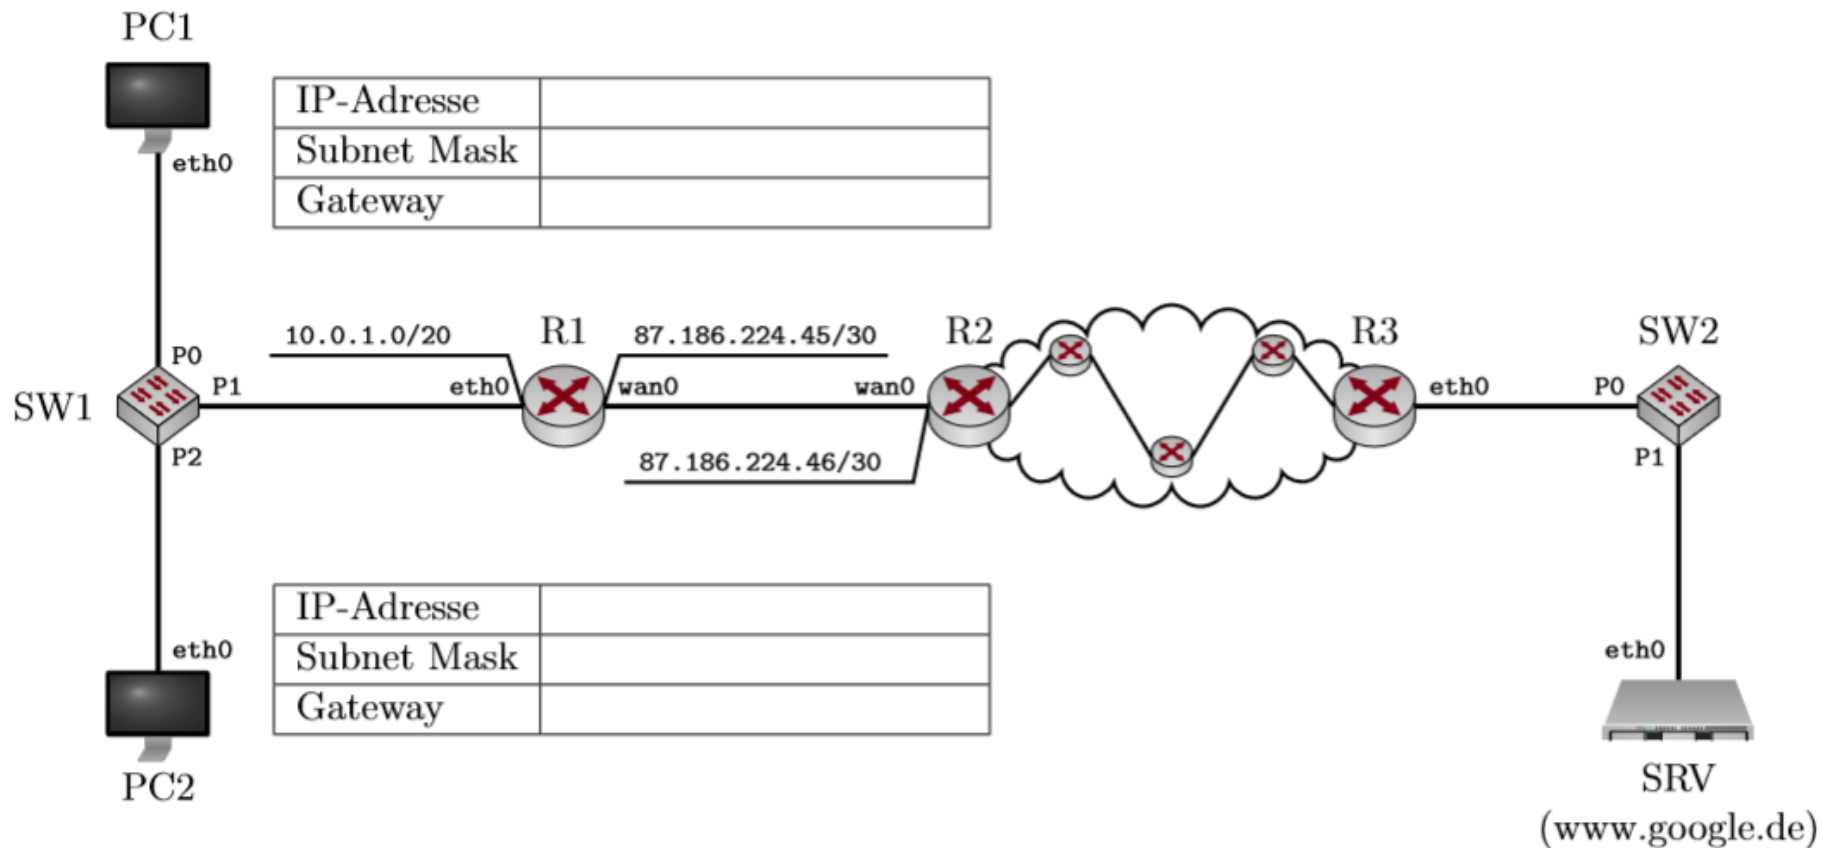 PC1
IP-Adresse
Subnet Mask
Gateway
eth0
10.0.1.0/20
R1
87.186.224.45/30
R2
R3
SW2
P0
P1
eth0
wan0
wan0
eth0
P0
SW1
P2
87.186.224.46/30
P1
IP-Adresse
Subnet Mask
Gateway
eth0
eth0
PC2
SRV
(www.google.de)